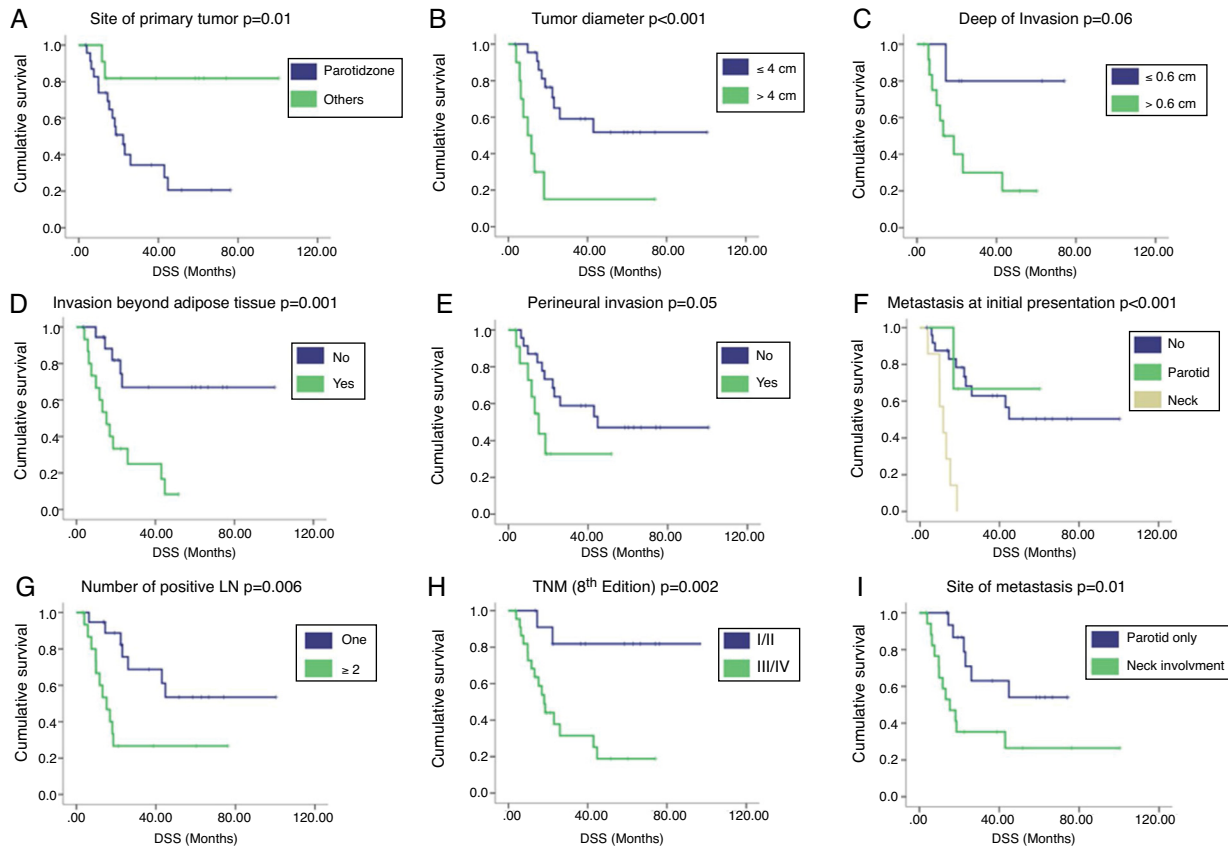 A
Site of primary tumor p=0.01
Cumulative survival
1.0
0.8
0.6
0.4
0.2
0.0
Parotidzone
Others
.00
40.00
80.00
120.00
DSS (Months)
B
Tumor diameter p<0.001
Cumulative survival
1.0
0.8
0.6
0.4
0.2
0.0
≤ 4 cm
> 4 cm
.00
40.00
80.00
120.00
DSS (Months)
C
Deep of Invasion p=0.06
Cumulative survival
1.0
0.8
0.6
0.4
0.2
0.0
≤ 0.6 cm
> 0.6 cm
.00
40.00
80.00
120.00
DSS (Months)
D
Invasion beyond adipose tissue p=0.001
Cumulative survival
1.0
0.8
0.6
0.4
0.2
0.0
No
Yes
.00
40.00
80.00
120.00
DSS (Months)
E
Perineural invasion p=0.05
Cumulative survival
1.0
0.8
0.6
0.4
0.2
0.0
No
Yes
.00
40.00
80.00
120.00
DSS (Months)
F
Metastasis at initial presentation p<0.001
Cumulative survival
1.0
0.8
0.6
0.4
0.2
0.0
No
Parotid
Neck
.00
40.00
80.00
120.00
DSS (Months)
G
Number of positive LN p=0.006
Cumulative survival
1.0
0.8
0.6
0.4
0.2
0.0
One
≥ 2
.00
40.00
80.00
120.00
DSS (Months)
H
TNM (8th Edition) p=0.002
Cumulative survival
1.0
0.8
0.6
0.4
0.2
0.0
I/II
III/IV
.00
40.00
80.00
120.00
DSS (Months)
I
Site of metastasis p=0.01
Cumulative survival
1.0
0.8
0.6
0.4
0.2
0.0
Parotid only
Neck involvment
.00
40.00
80.00
120.00
DSS (Months)